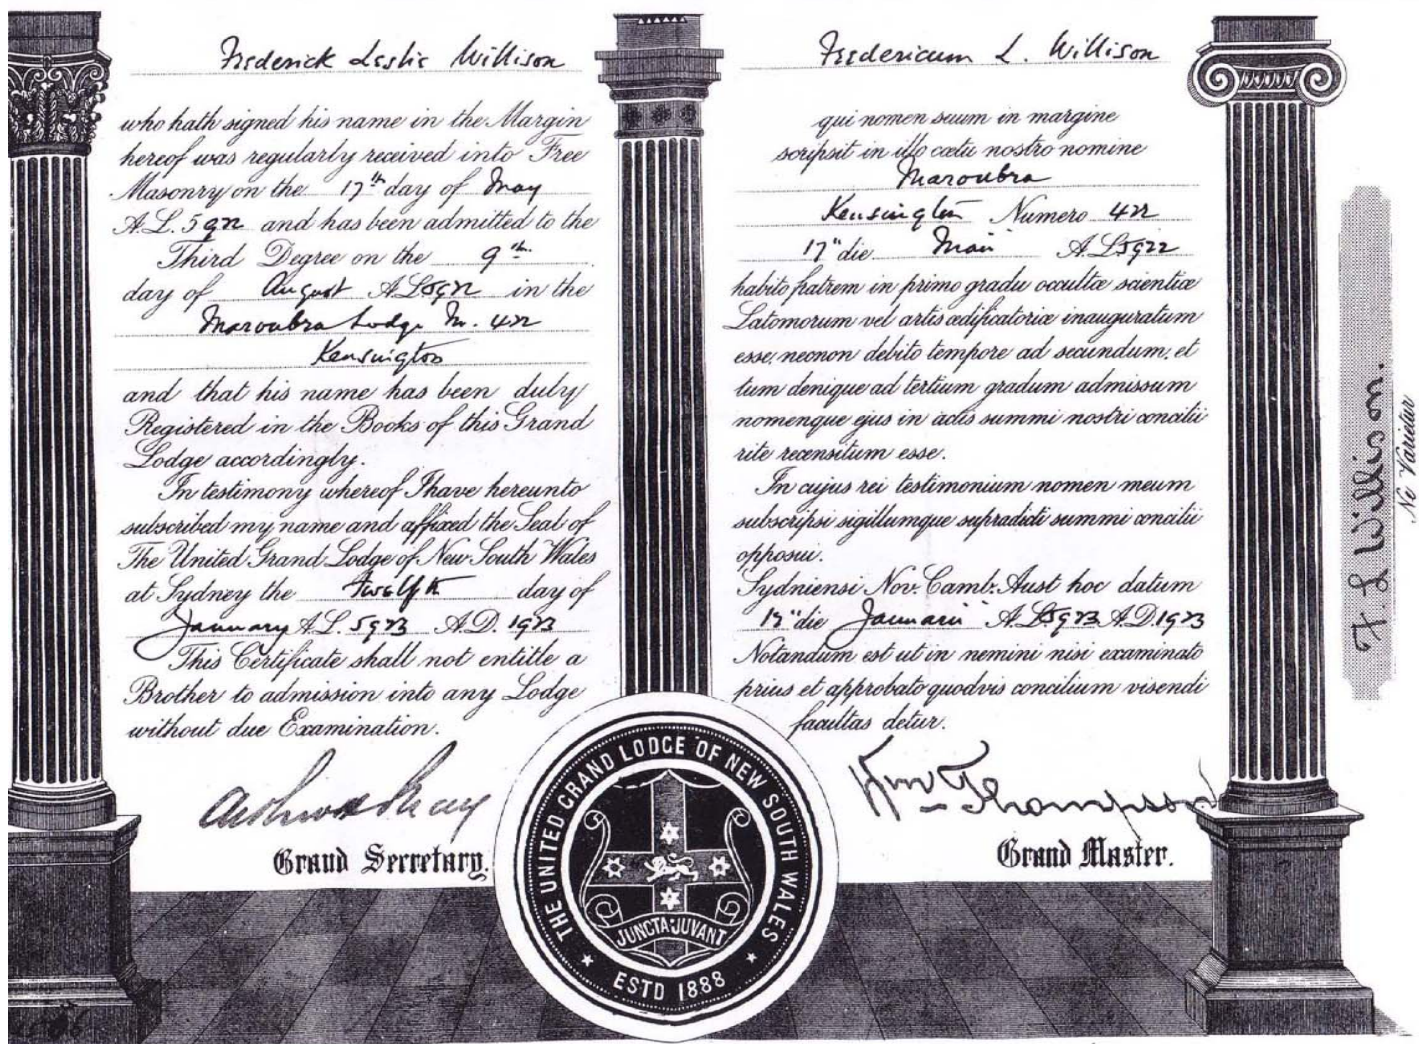 Frederick Leslie Willison
who hath signed his name in the Margin
hereof was regularly received into Free
Masonry on the 17th day of May
A.L. 5922 and has been admitted to the
Third Degree on the 9th
day of August A.L. 5922 in the
Maroubra Lodge No. 422
Kensington
and that his name has been duly
Registered in the Books of this Grand
Lodge accordingly.
In testimony whereof I have hereunto
subscribed my name and affixed the Seal of
The United Grand Lodge of New South Wales
at Sydney the Twelfth day of
January A.L. 5923 A.D. 1923
This Certificate shall not entitle a
Brother to admission into any Lodge
without due Examination.
Grand Secretary.
Fredericum L. Willison
qui nomen suum in margine
scripsit in illo cœtu nostro nomine
Maroubra
Kensington Numero 422
17" die Maii A.L. 5922
habito fratrem in primo gradu occultæ scientiæ
Latomorum vel artis ædificatoriæ inauguratum
esse, necnon debito tempore ad secundum, et
tum denique ad tertium gradum admissum
nomenque ejus in actis summi nostri concilii
rite recensitum esse.
In cujus rei testimonium nomen meum
subscripsi sigillumque supradicti summi concilii
opposui.
Sydniensi Nov. Camb. Aust hoc datum
12" die Januarii A.L. 5923 A.D. 1923
Notandum est ut in nemini nisi examinato
prius et approbato quodvis concilium visendi
facultas detur.
Wm Thompson
Grand Master.
F. L Willison.
Ne Varietur
THE UNITED GRAND LODGE OF NEW SOUTH WALES
JUNCTA JUVANT
ESTD 1888